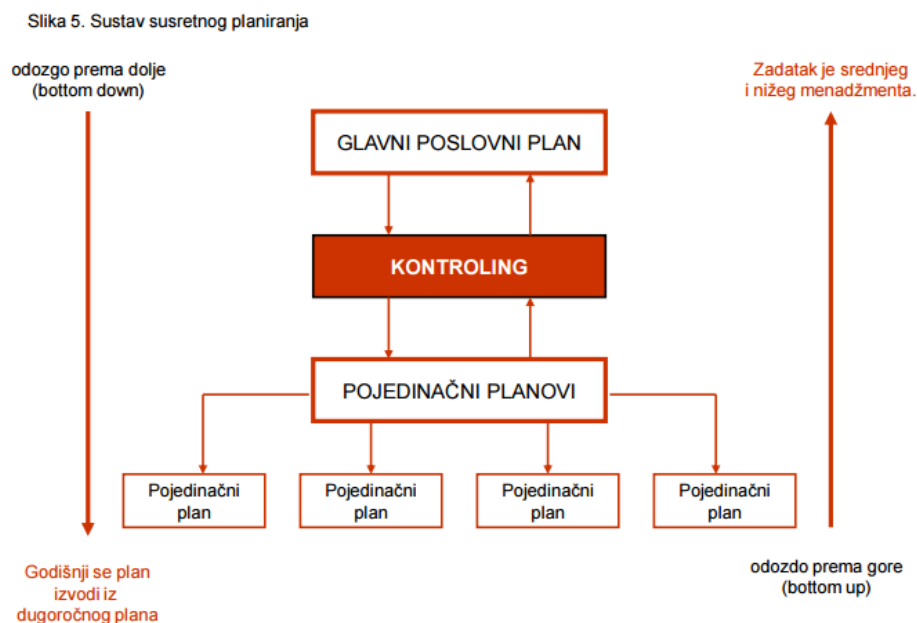 Slika 5. Sustav susretnog planiranja
odozgo prema dolje
(bottom down)
Zadatak je srednjeg
i nižeg menadžmenta.
GLAVNI POSLOVNI PLAN
KONTROLING
POJEDINAČNI PLANOVI
Pojedinačni
plan
Pojedinačni
plan
Pojedinačni
plan
Pojedinačni
plan
Godišnji se plan
izvodi iz
dugoročnog plana
odozdo prema gore
(bottom up)